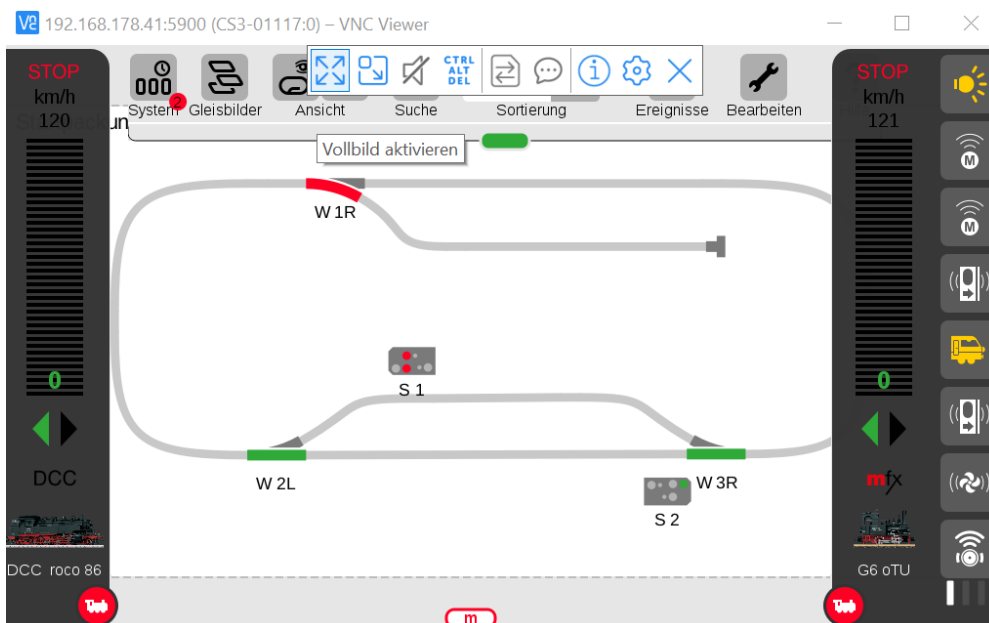 192.168.178.41:5900 (CS3-01117:0) – VNC Viewer
STOP
km/h
120
System
2
Gleisbilder
Ansicht
Suche
Sortierung
Ereignisse
Bearbeiten
CTRL
ALT
DEL
Vollbild aktivieren
STOP
km/h
121
W 1R
S 1
W 2L
W 3R
S 2
0
DCC
DCC roco 86
0
mfx
G6 oTU
M
M
m